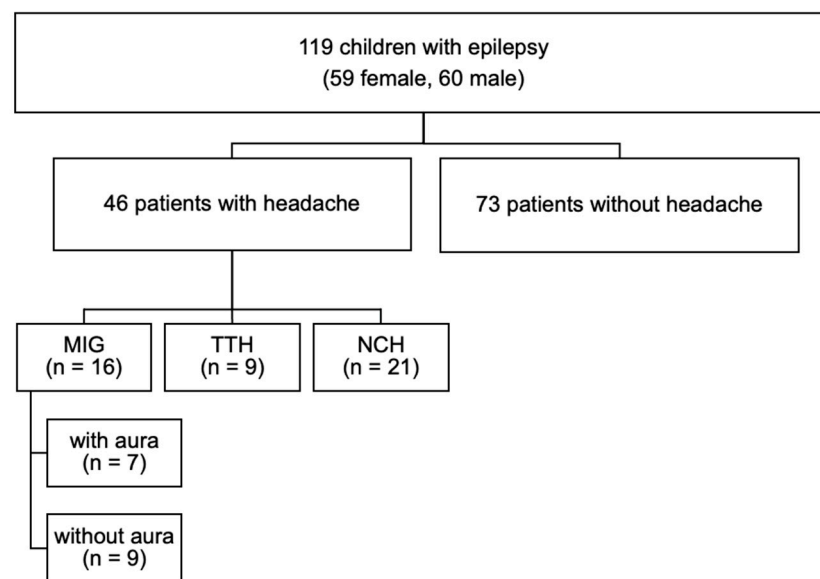 119 children with epilepsy
(59 female, 60 male)
46 patients with headache
73 patients without headache
MIG
(n = 16)
TTH
(n = 9)
NCH
(n = 21)
with aura
(n = 7)
without aura
(n = 9)